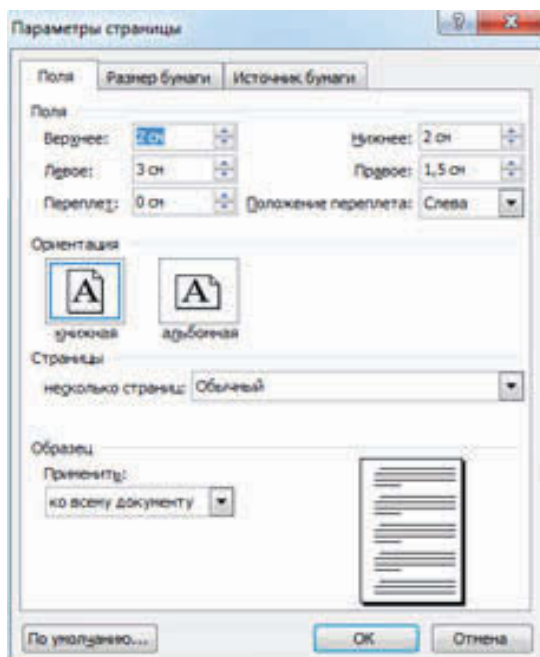 Параметры страницы
Поля Размер бумаги Источник бумаги
Поля
Верхнее: 2 см Нижнее: 2 см
Левое: 3 см Правое: 1,5 см
Переплет: 0 см Положение переплета: Слева
Ориентация
A A
книжная альбомная
Страницы
несколько страниц: Обычный
Образец
Применить:
ко всему документу
По умолчанию... ОК Отмена